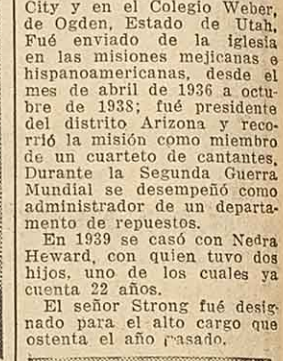 City y en el Colegio Weber,
de Ogden, Estado de Utah,
Fué enviado de la iglesia
en las misiones mejicanas e
hispanoamericanas, desde el
mes de abril de 1936 a octu-
bre de 1938; fué presidente
del distrito Arizona y reco-
rrió la misión como miembro
de un cuarteto de cantantes,
Durante la Segunda Guerra
Mundial se desempeñó como
administrador de un departa-
mento de repuestos.
En 1939 se casó con Nedra
Heward, con quien tuvo dos
hijos, uno de los cuales ya
cuenta 22 años.
El señor Strong fué desig-
nado para el alto cargo que
ostenta el año pasado.